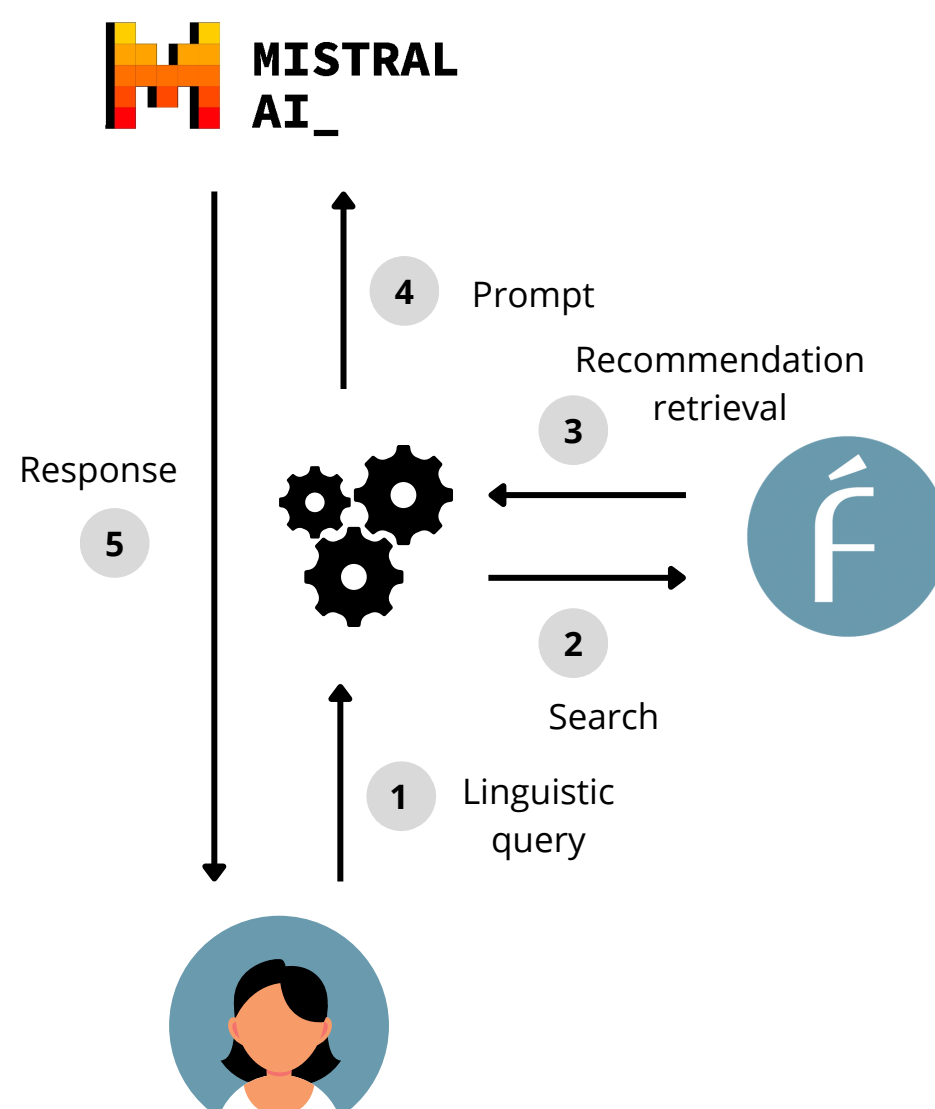 MISTRAL
AI_
4
Prompt
Recommendation
retrieval
3
Response
5
F́
2
Search
1
Linguistic
query